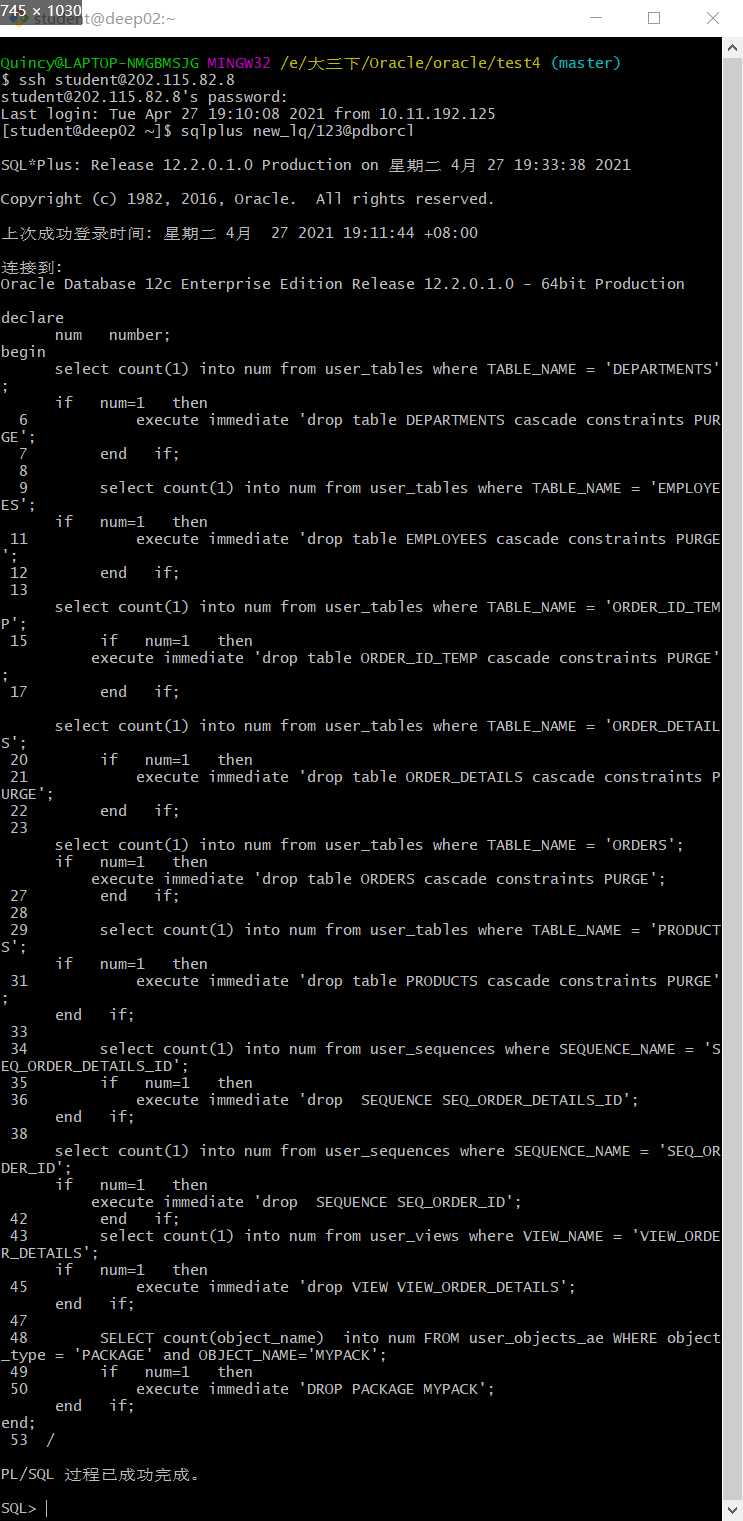 745 × 1030
student@deep02:~
Quincy@LAPTOP-NMGBMSJG MINGW32 /e/大三下/Oracle/oracle/test4 (master)
$ ssh student@202.115.82.8
student@202.115.82.8's password:
Last login: Tue Apr 27 19:10:08 2021 from 10.11.192.125
[student@deep02 ~]$ sqlplus new_lq/123@pdborcl
SQL*Plus: Release 12.2.0.1.0 Production on 星期二 4月 27 19:33:38 2021
Copyright (c) 1982, 2016, Oracle.  All rights reserved.
上次成功登录时间: 星期二 4月  27 2021 19:11:44 +08:00
连接到:
Oracle Database 12c Enterprise Edition Release 12.2.0.1.0 - 64bit Production
declare
      num   number;
begin
      select count(1) into num from user_tables where TABLE_NAME = 'DEPARTMENTS'
;
      if   num=1   then
  6            execute immediate 'drop table DEPARTMENTS cascade constraints PUR
GE';
  7        end   if;
  8
  9        select count(1) into num from user_tables where TABLE_NAME = 'EMPLOYE
ES';
      if   num=1   then
 11            execute immediate 'drop table EMPLOYEES cascade constraints PURGE
';
 12        end   if;
 13
      select count(1) into num from user_tables where TABLE_NAME = 'ORDER_ID_TEM
P';
 15        if   num=1   then
          execute immediate 'drop table ORDER_ID_TEMP cascade constraints PURGE'
;
 17        end   if;
      select count(1) into num from user_tables where TABLE_NAME = 'ORDER_DETAIL
S';
 20        if   num=1   then
 21            execute immediate 'drop table ORDER_DETAILS cascade constraints P
URGE';
 22        end   if;
 23
      select count(1) into num from user_tables where TABLE_NAME = 'ORDERS';
      if   num=1   then
          execute immediate 'drop table ORDERS cascade constraints PURGE';
 27        end   if;
 28
 29        select count(1) into num from user_tables where TABLE_NAME = 'PRODUCT
S';
      if   num=1   then
 31            execute immediate 'drop table PRODUCTS cascade constraints PURGE'
;
      end   if;
 33
 34        select count(1) into num from user_sequences where SEQUENCE_NAME = 'S
EQ_ORDER_DETAILS_ID';
 35        if   num=1   then
 36            execute immediate 'drop  SEQUENCE SEQ_ORDER_DETAILS_ID';
      end   if;
 38
      select count(1) into num from user_sequences where SEQUENCE_NAME = 'SEQ_OR
DER_ID';
      if   num=1   then
          execute immediate 'drop  SEQUENCE SEQ_ORDER_ID';
 42        end   if;
 43        select count(1) into num from user_views where VIEW_NAME = 'VIEW_ORDE
R_DETAILS';
      if   num=1   then
 45            execute immediate 'drop VIEW VIEW_ORDER_DETAILS';
      end   if;
 47
 48        SELECT count(object_name)  into num FROM user_objects_ae WHERE object
_type = 'PACKAGE' and OBJECT_NAME='MYPACK';
 49        if   num=1   then
 50            execute immediate 'DROP PACKAGE MYPACK';
      end   if;
end;
 53  /
PL/SQL 过程已成功完成。
SQL>